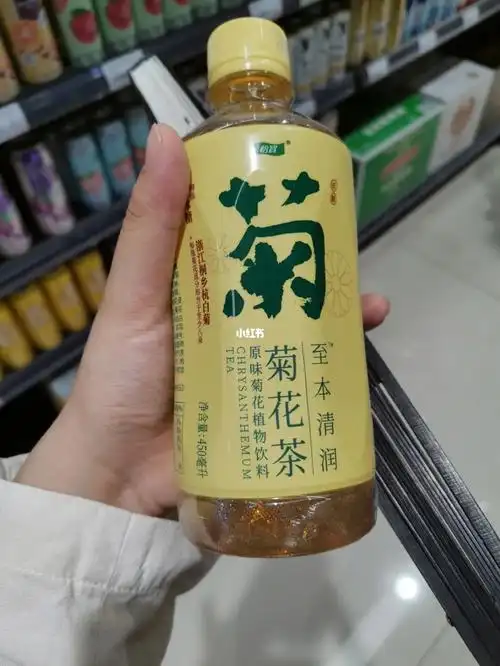 怡宝
菊
至本清润
菊花茶
原味菊花植物饮料
CHRYSANTHEMUM
TEA
浙江桐乡杭白菊
净含量:450毫升
小红书